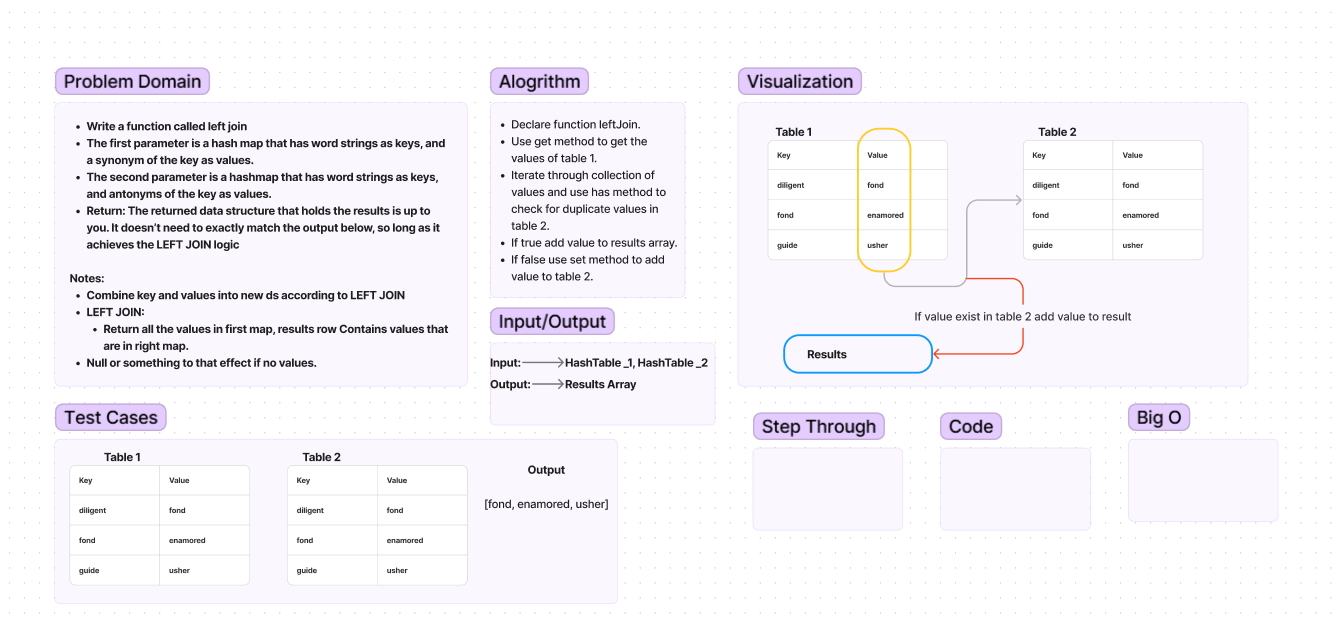 Problem Domain
• Write a function called left join
• The first parameter is a hash map that has word strings as keys, and
a synonym of the key as values.
• The second parameter is a hashmap that has word strings as keys,
and antonyms of the key as values.
• Return: The returned data structure that holds the results is up to
you. It doesn't need to exactly match the output below, so long as it
achieves the LEFT JOIN logic
Notes:
• Combine key and values into new ds according to LEFT JOIN
• LEFT JOIN:
• Return all the values in first map, results row Contains values that
are in right map.
• Null or something to that effect if no values.
Alogrithm
• Declare function leftJoin.
• Use get method to get the
values of table 1.
• Iterate through collection of
values and use has method to
check for duplicate values in
table 2.
• If true add value to results array.
• If false use set method to add
value to table 2.
Input/Output
Input: HashTable _1, HashTable _2
Output: Results Array
Visualization
Table 1
Key Value
diligent fond
fond enamored
guide usher
Table 2
Key Value
diligent fond
fond enamored
guide usher
If value exist in table 2 add value to result
Results
Test Cases
Table 1
Key Value
diligent fond
fond enamored
guide usher
Table 2
Key Value
diligent fond
fond enamored
guide usher
Output
[fond, enamored, usher]
Step Through
Code
Big O